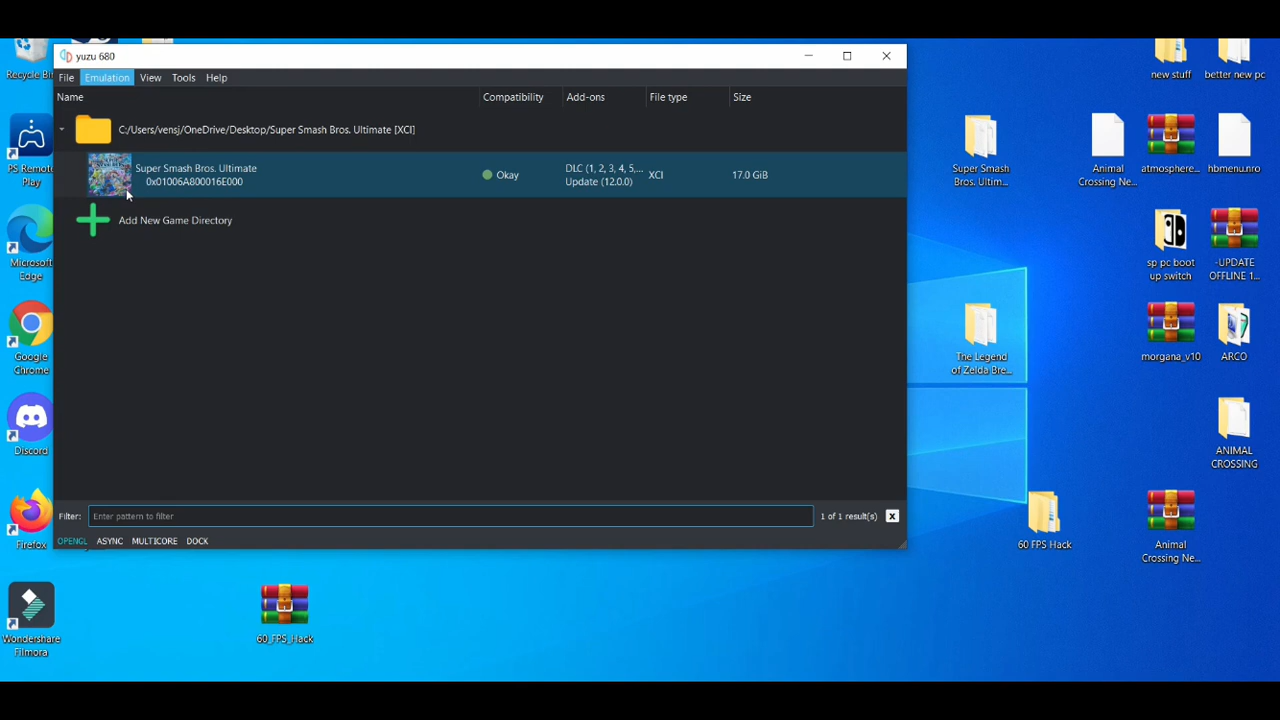 yuzu 680
File Emulation View Tools Help
Name Compatibility Add-ons File type Size
C:/Users/vensj/OneDrive/Desktop/Super Smash Bros. Ultimate [XCI]
Super Smash Bros. Ultimate
0x01006A800016E000
Okay
DLC (1, 2, 3, 4, 5,...
Update (12.0.0)
XCI
17.0 GiB
Add New Game Directory
Filter: Enter pattern to filter 1 of 1 result(s) X
OPENGL ASYNC MULTICORE DOCK
Recycle Bin
PS Remote
Play
Microsoft
Edge
Google
Chrome
Discord
Firefox
Wondershare
Filmora
60_FPS_Hack
new stuff
better new pc
Super Smash
Bros. Ultim...
Animal
Crossing Ne...
atmosphere...
hbmenu.nro
sp pc boot
up switch
-UPDATE
OFFLINE 1...
The Legend
of Zelda Bre...
morgana_v10
ARCO
ANIMAL
CROSSING
60 FPS Hack
Animal
Crossing Ne...